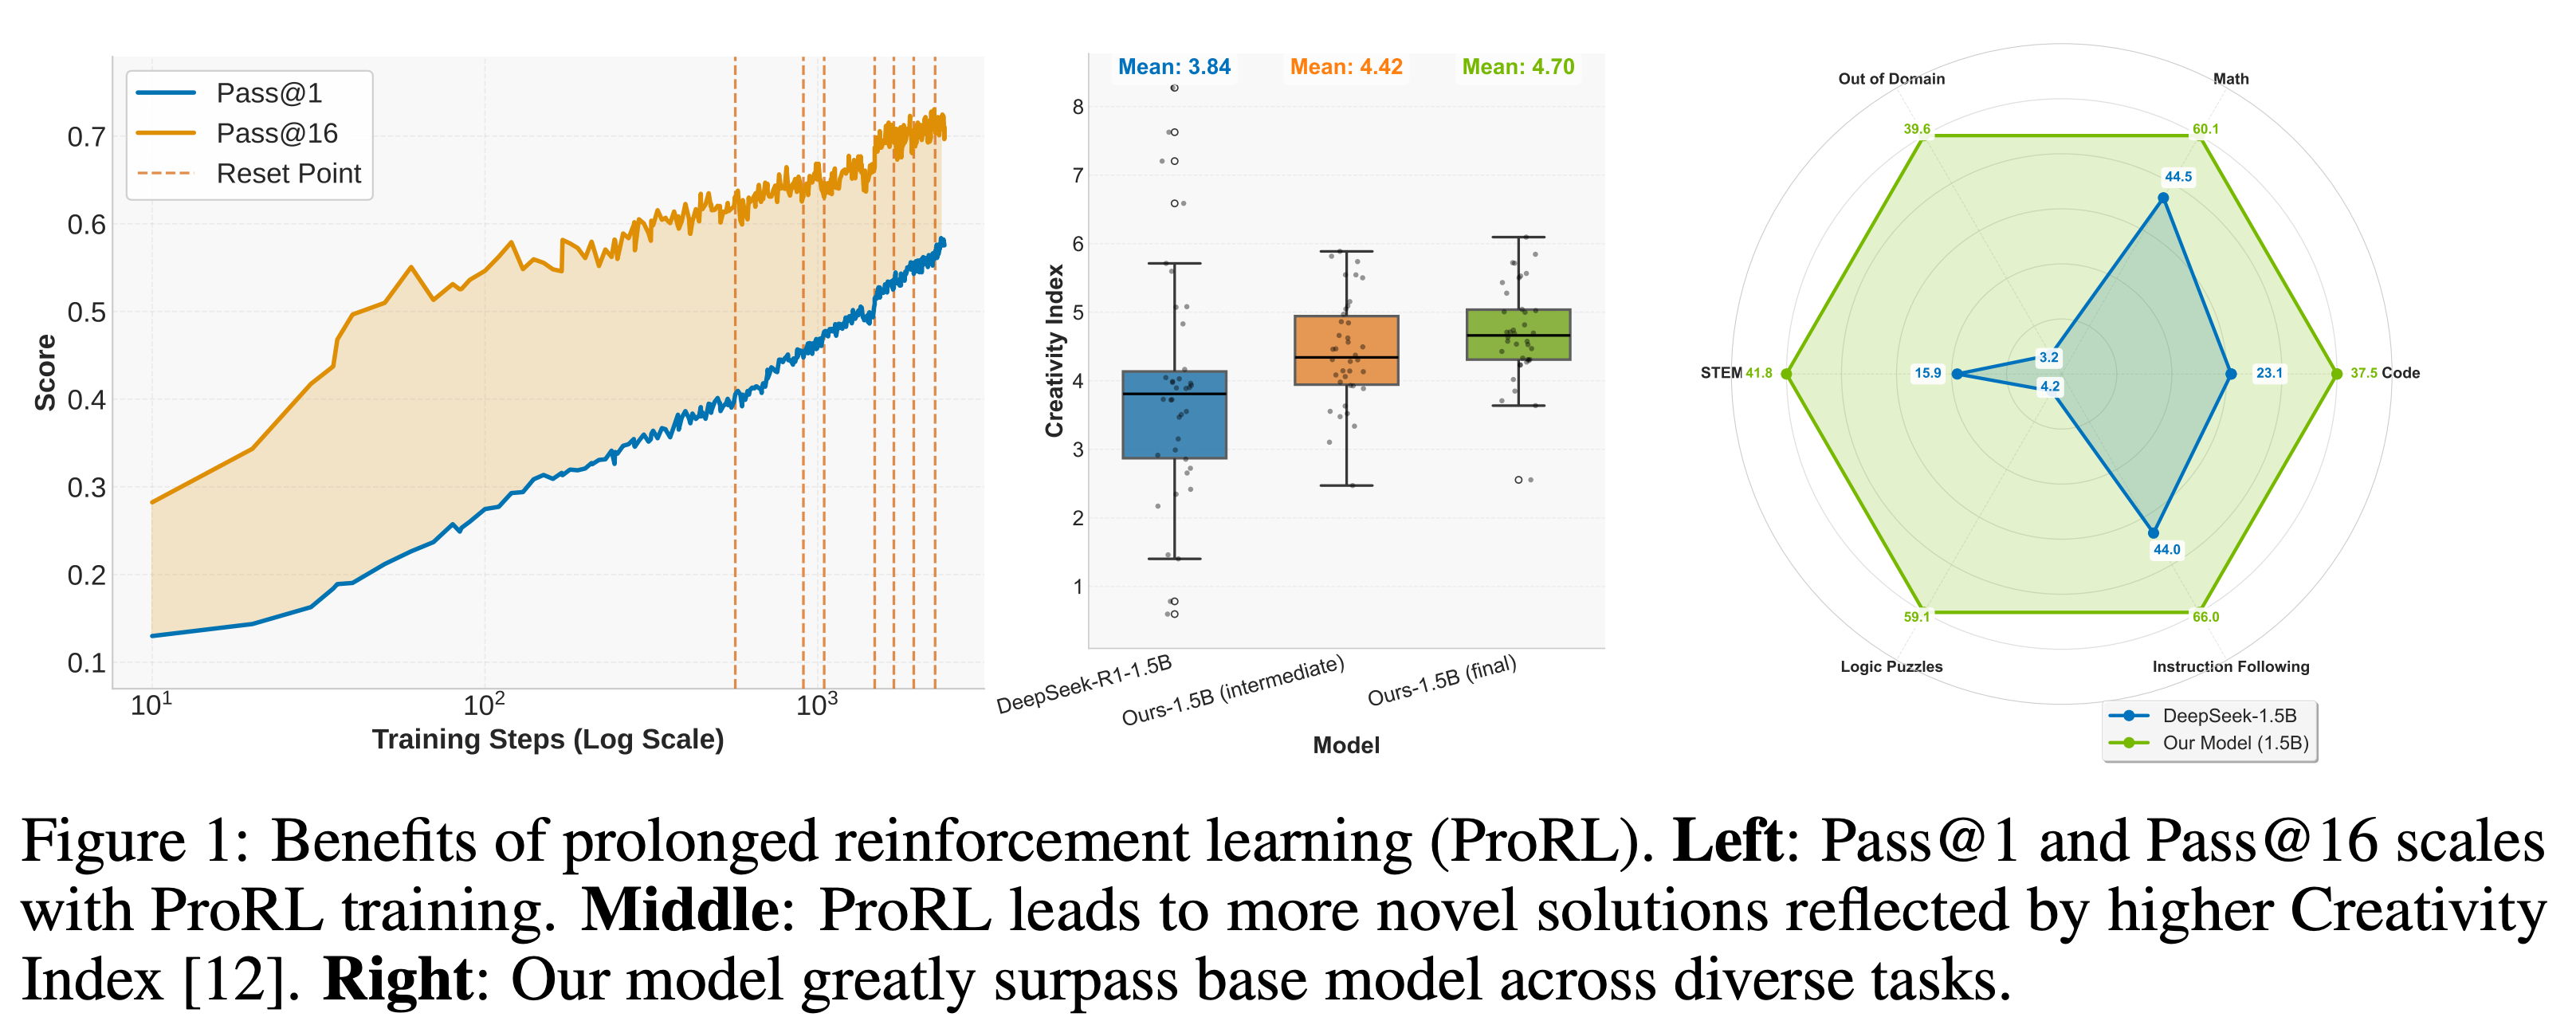 Pass@1
Pass@16
Reset Point
0.7
0.6
0.5
0.4
0.3
0.2
0.1
Score
10¹
10²
10³
Training Steps (Log Scale)
Mean: 3.84
Mean: 4.42
Mean: 4.70
8
7
6
5
4
3
2
1
Creativity Index
DeepSeek-R1-1.5B
Ours-1.5B (intermediate)
Ours-1.5B (final)
Model
Out of Domain
Math
39.6
60.1
44.5
3.2
STEM 41.8
15.9
23.1
37.5 Code
4.2
44.0
59.1
66.0
Logic Puzzles
Instruction Following
DeepSeek-1.5B
Our Model (1.5B)
Figure 1: Benefits of prolonged reinforcement learning (ProRL). Left: Pass@1 and Pass@16 scales
with ProRL training. Middle: ProRL leads to more novel solutions reflected by higher Creativity
Index [12]. Right: Our model greatly surpass base model across diverse tasks.